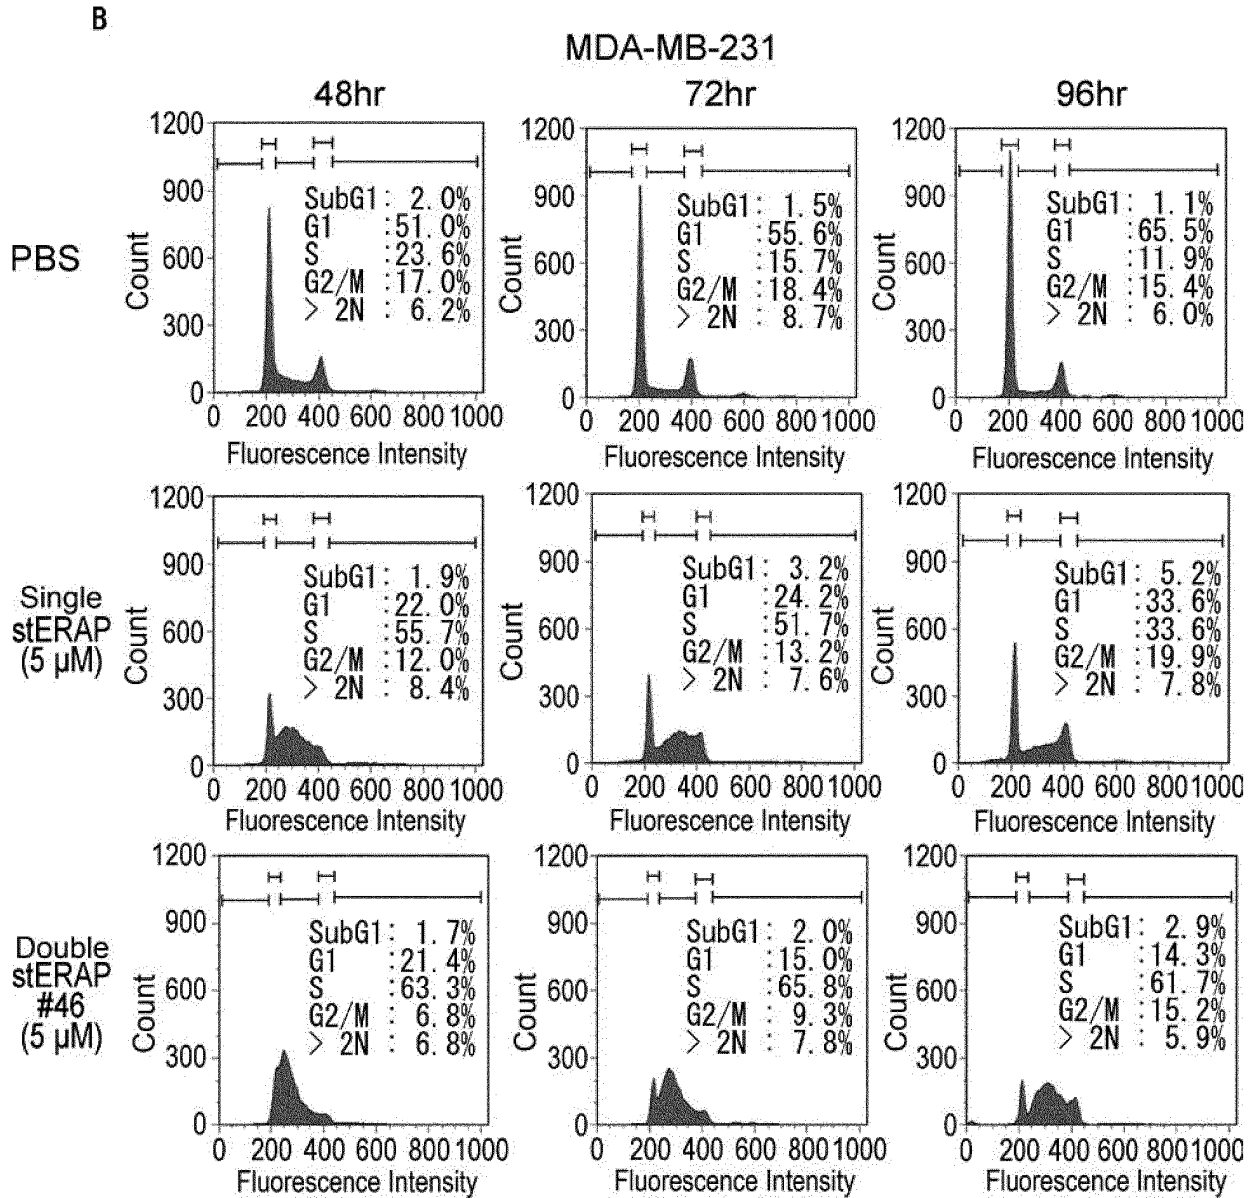 B
MDA-MB-231
48hr
72hr
96hr
PBS
Count
1200
900
600
300
0
SubG1: 2.0%
G1 :51.0%
S :23.6%
G2/M :17.0%
> 2N : 6.2%
0 200 400 600 800 1000
Fluorescence Intensity
Count
1200
900
600
300
0
SubG1: 1.5%
G1 :55.6%
S :15.7%
G2/M :18.4%
> 2N : 8.7%
0 200 400 600 800 1000
Fluorescence Intensity
Count
1200
900
600
300
0
SubG1: 1.1%
G1 :65.5%
S :11.9%
G2/M :15.4%
> 2N : 6.0%
0 200 400 600 800 1000
Fluorescence Intensity
Single
stERAP
(5 µM)
Count
1200
900
600
300
0
SubG1: 1.9%
G1 :22.0%
S :55.7%
G2/M :12.0%
> 2N : 8.4%
0 200 400 600 800 1000
Fluorescence Intensity
Count
1200
900
600
300
0
SubG1: 3.2%
G1 :24.2%
S :51.7%
G2/M :13.2%
> 2N : 7.6%
0 200 400 600 800 1000
Fluorescence Intensity
Count
1200
900
600
300
0
SubG1: 5.2%
G1 :33.6%
S :33.6%
G2/M :19.9%
> 2N : 7.8%
0 200 400 600 800 1000
Fluorescence Intensity
Double
stERAP
#46
(5 µM)
Count
1200
900
600
300
0
SubG1: 1.7%
G1 :21.4%
S :63.3%
G2/M : 6.8%
> 2N : 6.8%
0 200 400 600 800 1000
Fluorescence Intensity
Count
1200
900
600
300
0
SubG1: 2.0%
G1 :15.0%
S :65.8%
G2/M : 9.3%
> 2N : 7.8%
0 200 400 600 800 1000
Fluorescence Intensity
Count
1200
900
600
300
0
SubG1: 2.9%
G1 :14.3%
S :61.7%
G2/M :15.2%
> 2N : 5.9%
0 200 400 600 800 1000
Fluorescence Intensity